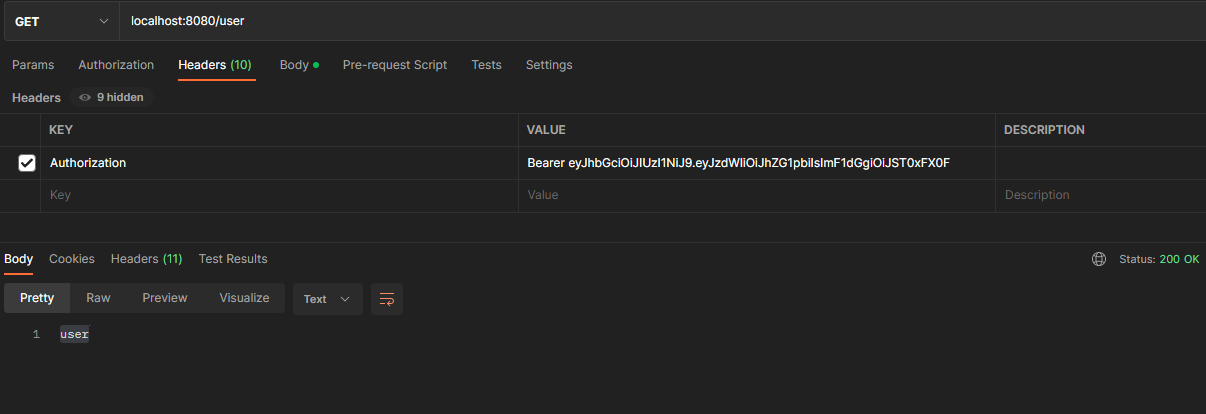 GET localhost:8080/user
Params Authorization Headers (10) Body Pre-request Script Tests Settings
Headers 9 hidden
KEY VALUE DESCRIPTION
Authorization Bearer eyJhbGciOiJIUzI1NiJ9.eyJzdWIiOiJhZG1pbiIsImF1dGgiOiJST0xFX0F
Key Value Description
Body Cookies Headers (11) Test Results Status: 200 OK
Pretty Raw Preview Visualize Text
1 user